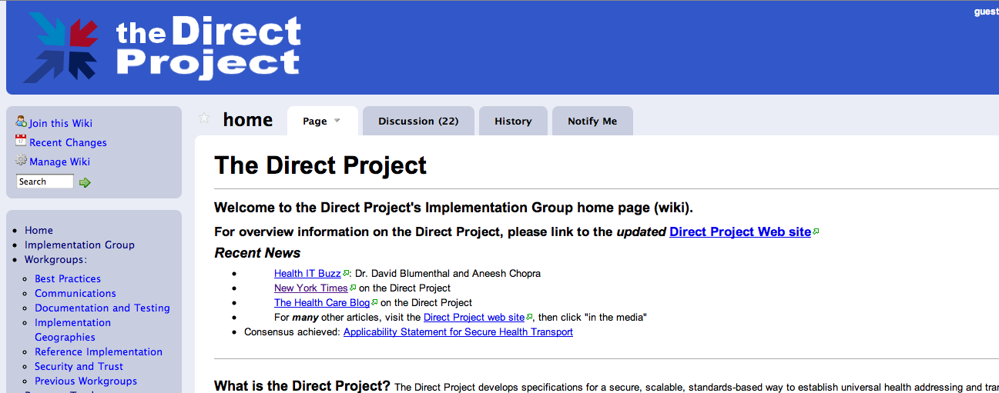 guest
the Direct
Project
Join this Wiki
17
Recent Changes
Manage Wiki
Search
Home
Implementation Group
Workgroups:
Best Practices
Communications
Documentation and Testing
Implementation
Geographies
Reference Implementation
Security and Trust
Previous Workgroups
home
Page
Discussion (22)
History
Notify Me
The Direct Project
Welcome to the Direct Project's Implementation Group home page (wiki).
For overview information on the Direct Project, please link to the updated Direct Project Web site
Recent News
Health IT Buzz: Dr. David Blumenthal and Aneesh Chopra
New York Times on the Direct Project
The Health Care Blog on the Direct Project
For many other articles, visit the Direct Project web site, then click "in the media"
Consensus achieved: Applicability Statement for Secure Health Transport
What is the Direct Project? The Direct Project develops specifications for a secure, scalable, standards-based way to establish universal health addressing and